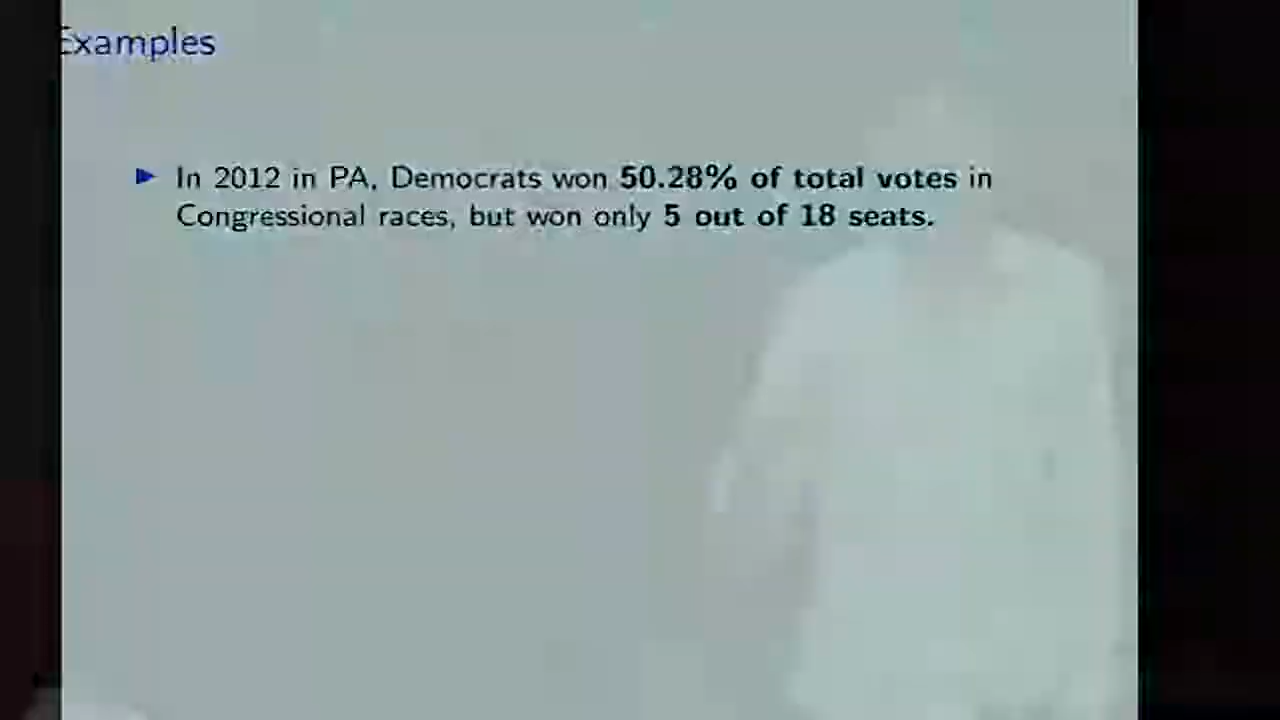 Examples
In 2012 in PA, Democrats won 50.28% of total votes in
Congressional races, but won only 5 out of 18 seats.